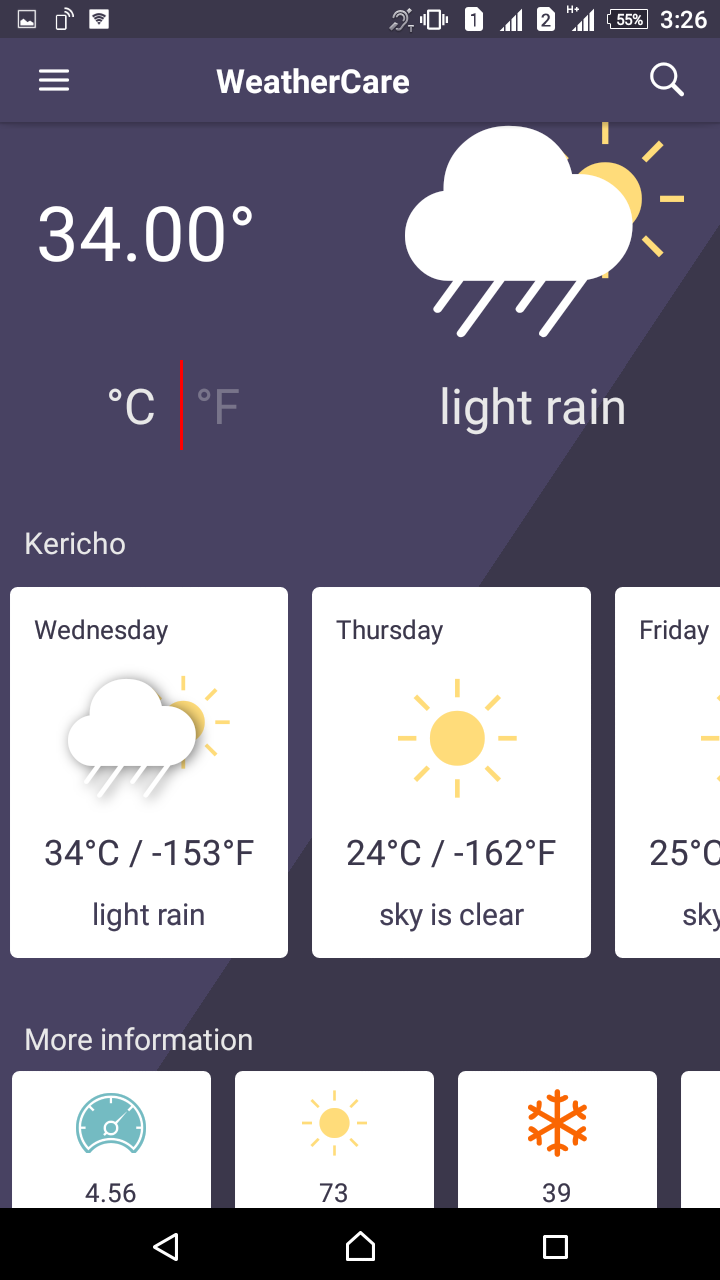 1 2 H+ 55% 3:26
WeatherCare
34.00°
°C °F
light rain
Kericho
Wednesday
34°C / -153°F
light rain
Thursday
24°C / -162°F
sky is clear
Friday
25°C
sky
More information
4.56
73
39